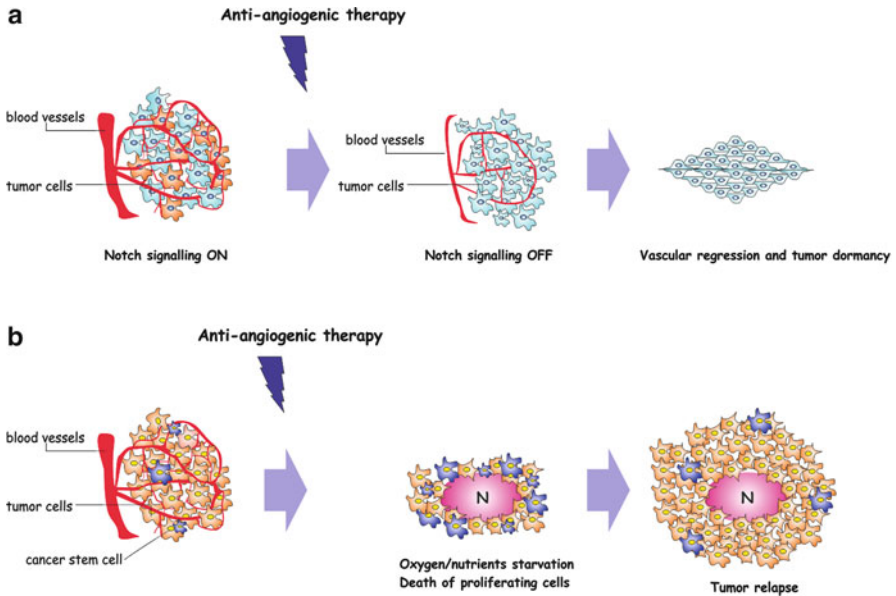 a
Anti-angiogenic therapy
blood vessels
tumor cells
Notch signalling ON
blood vessels
tumor cells
Notch signalling OFF
Vascular regression and tumor dormancy
b
Anti-angiogenic therapy
blood vessels
tumor cells
cancer stem cell
N
Oxygen/nutrients starvation
Death of proliferating cells
N
Tumor relapse